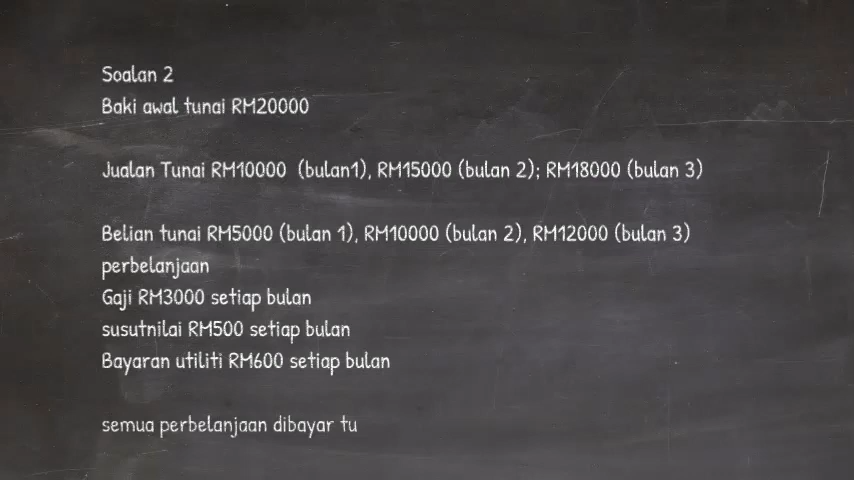 Soalan 2
Baki awal tunai RM20000
Jualan Tunai RM10000 (bulan1), RM15000 (bulan 2); RM18000 (bulan 3)
Belian tunai RM5000 (bulan 1), RM10000 (bulan 2), RM12000 (bulan 3)
perbelanjaan
Gaji RM3000 setiap bulan
susutnilai RM500 setiap bulan
Bayaran utiliti RM600 setiap bulan
semua perbelanjaan dibayar tu